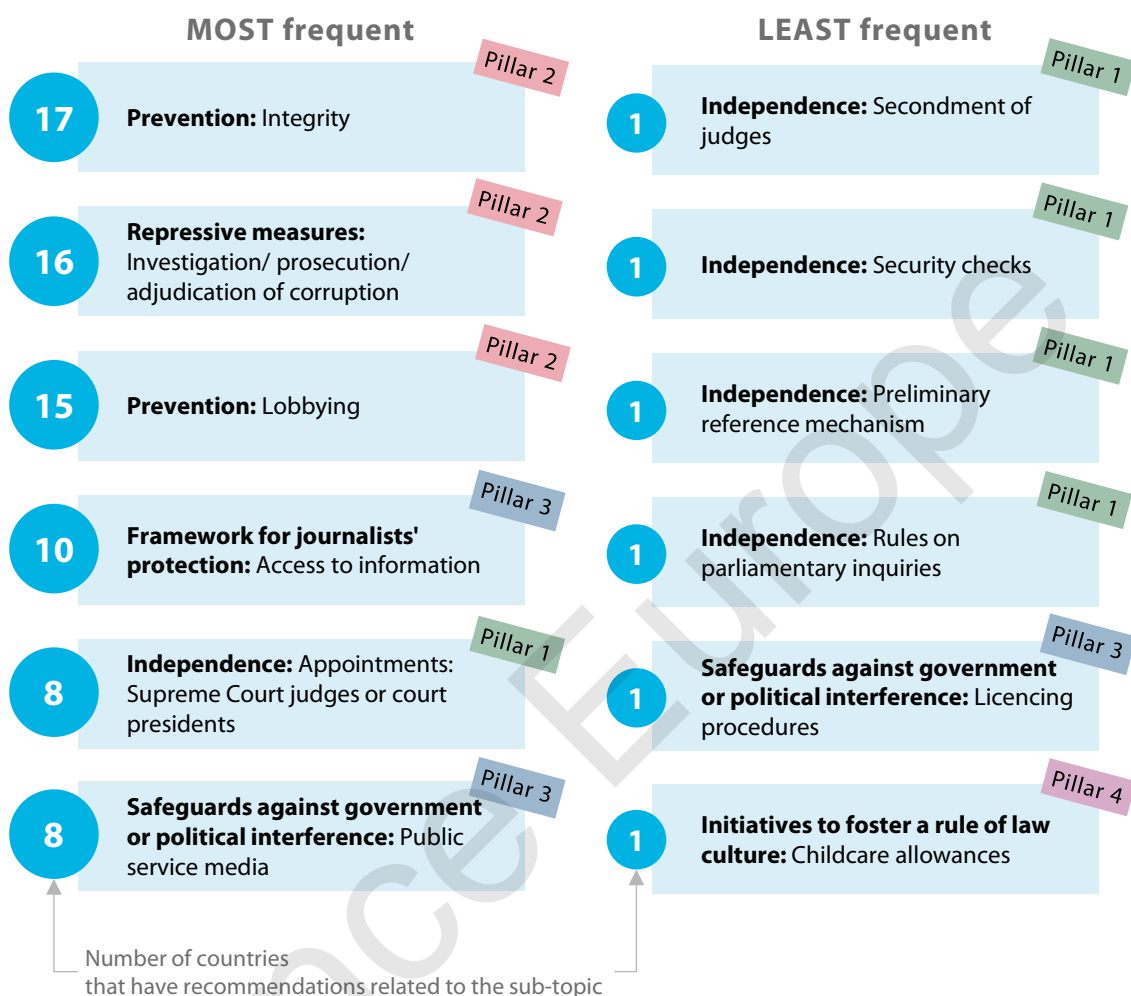 MOST frequent
Pillar 2
17
Prevention: Integrity
Pillar 2
16
Repressive measures:
Investigation/ prosecution/
adjudication of corruption
Pillar 2
15
Prevention: Lobbying
Pillar 3
10
Framework for journalists'
protection: Access to information
Pillar 1
8
Independence: Appointments:
Supreme Court judges or court
presidents
Pillar 3
8
Safeguards against government
or political interference: Public
service media
LEAST frequent
Pillar 1
1
Independence: Secondment of
judges
Pillar 1
1
Independence: Security checks
Pillar 1
1
Independence: Preliminary
reference mechanism
Pillar 1
1
Independence: Rules on
parliamentary inquiries
Pillar 3
1
Safeguards against government
or political interference: Licencing
procedures
Pillar 4
1
Initiatives to foster a rule of law
culture: Childcare allowances
Number of countries
that have recommendations related to the sub-topic
nce Europe